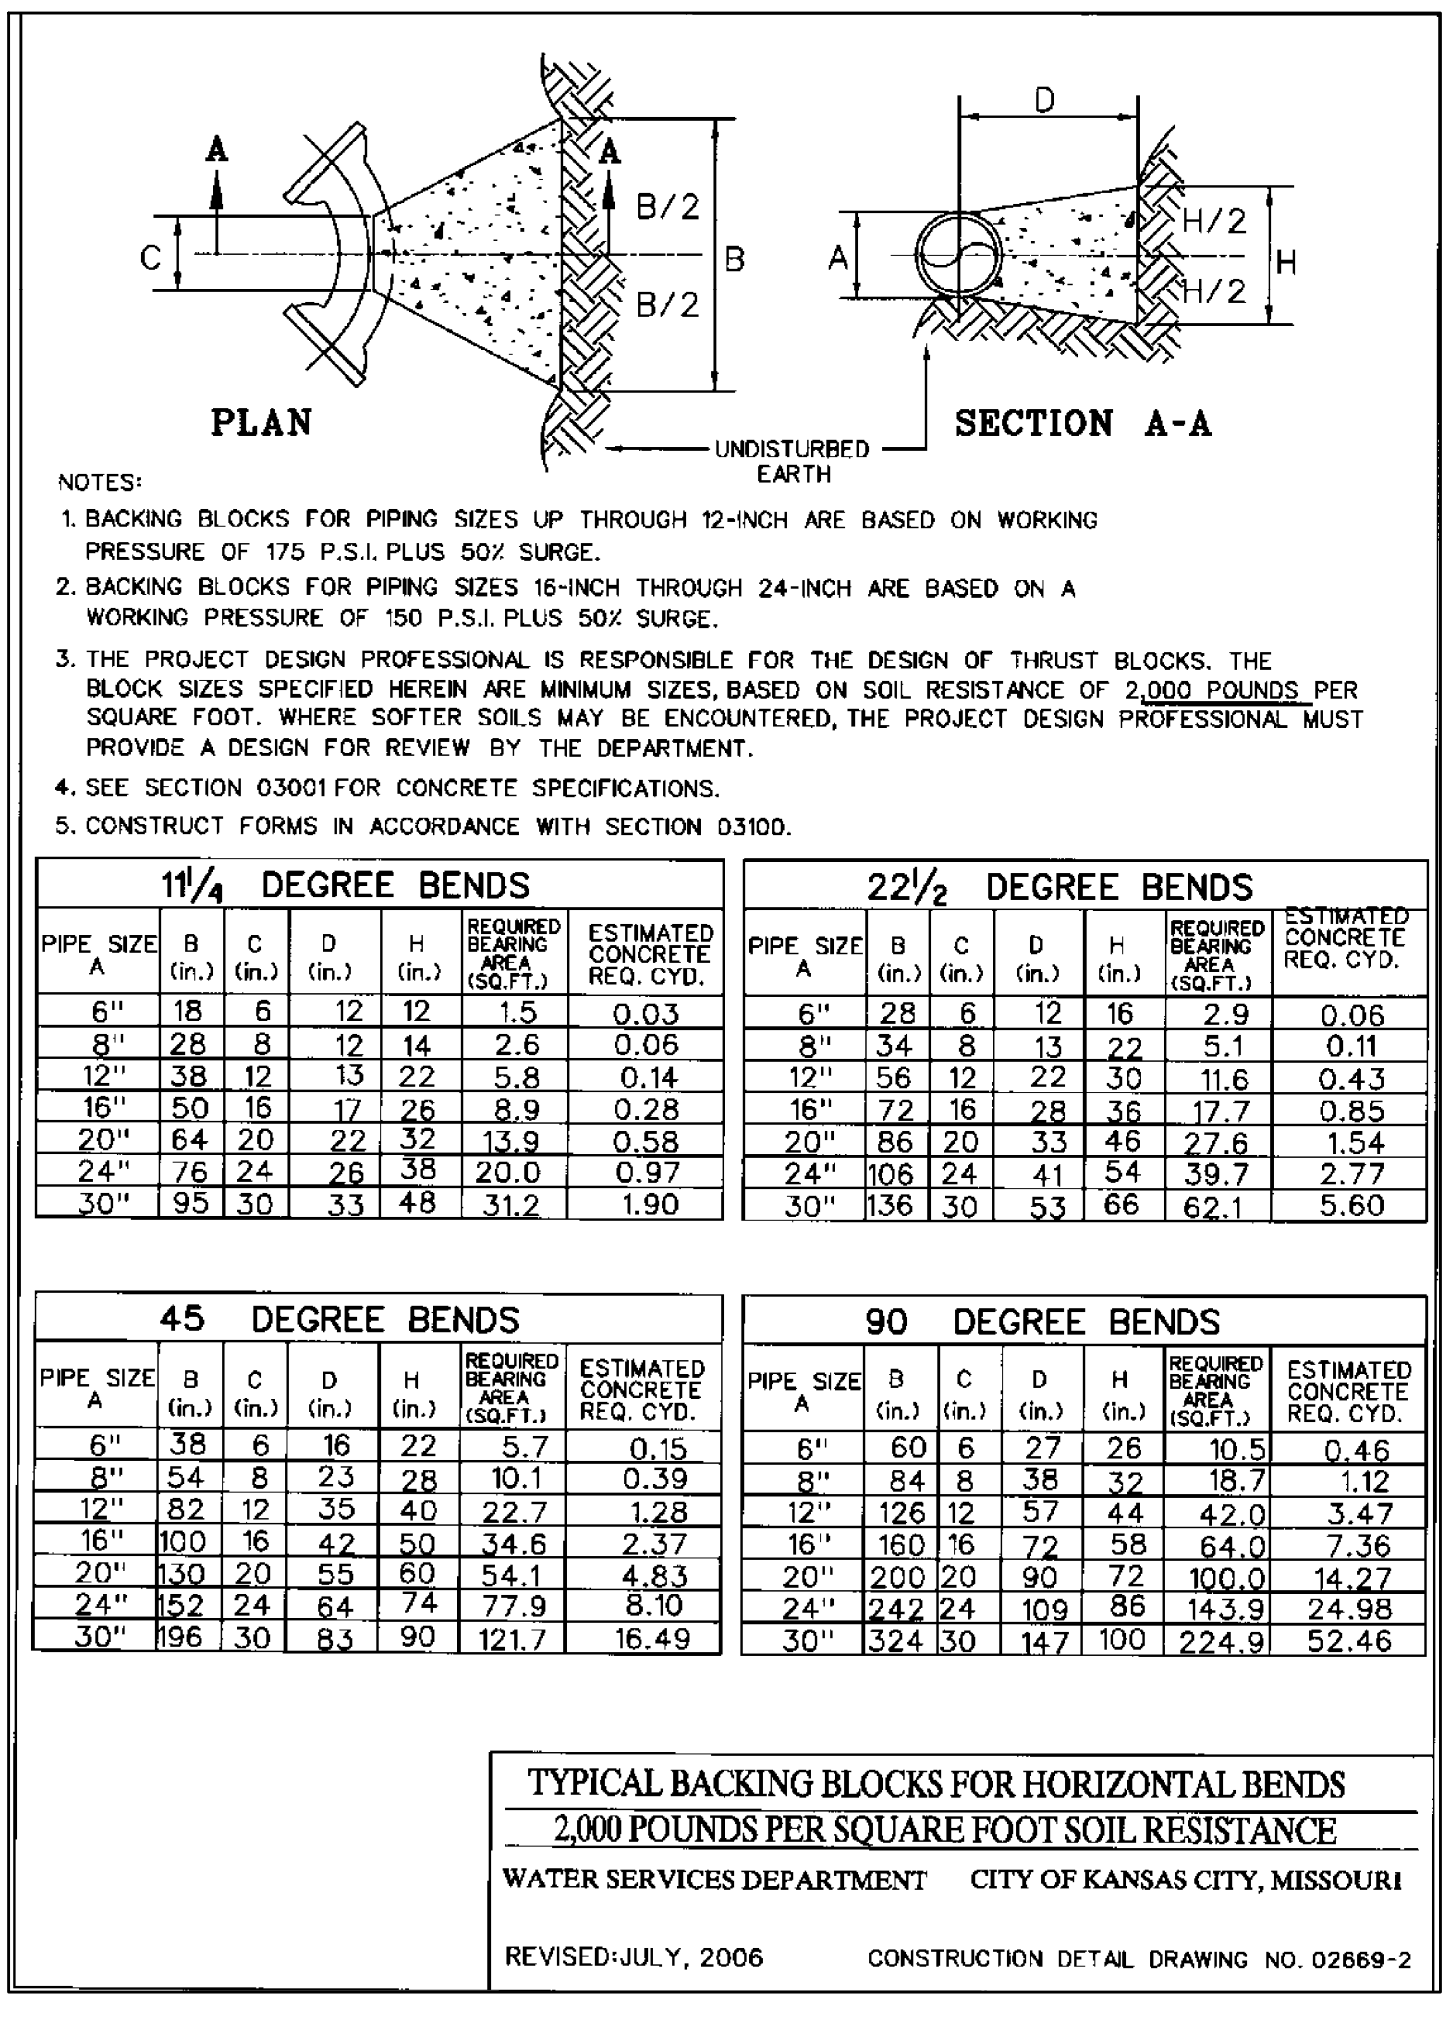 D
A A
B/2 H/2
C B A H
B/2 H/2
PLAN SECTION A-A
UNDISTURBED
EARTH
NOTES:
1. BACKING BLOCKS FOR PIPING SIZES UP THROUGH 12-INCH ARE BASED ON WORKING
PRESSURE OF 175 P.S.I. PLUS 50% SURGE.
2. BACKING BLOCKS FOR PIPING SIZES 16-INCH THROUGH 24-INCH ARE BASED ON A
WORKING PRESSURE OF 150 P.S.I. PLUS 50% SURGE.
3. THE PROJECT DESIGN PROFESSIONAL IS RESPONSIBLE FOR THE DESIGN OF THRUST BLOCKS. THE
BLOCK SIZES SPECIFIED HEREIN ARE MINIMUM SIZES, BASED ON SOIL RESISTANCE OF 2,000 POUNDS PER
SQUARE FOOT. WHERE SOFTER SOILS MAY BE ENCOUNTERED, THE PROJECT DESIGN PROFESSIONAL MUST
PROVIDE A DESIGN FOR REVIEW BY THE DEPARTMENT.
4. SEE SECTION 03001 FOR CONCRETE SPECIFICATIONS.
5. CONSTRUCT FORMS IN ACCORDANCE WITH SECTION 03100.
11 1/4 DEGREE BENDS
PIPE SIZE A B (in.) C (in.) D (in.) H (in.) REQUIRED BEARING AREA (SQ.FT.) ESTIMATED CONCRETE REQ. CYD.
6" 18 6 12 12 1.5 0.03
8" 28 8 12 14 2.6 0.06
12" 38 12 13 22 5.8 0.14
16" 50 16 17 26 8.9 0.28
20" 64 20 22 32 13.9 0.58
24" 76 24 26 38 20.0 0.97
30" 95 30 33 48 31.2 1.90
22 1/2 DEGREE BENDS
PIPE SIZE A B (in.) C (in.) D (in.) H (in.) REQUIRED BEARING AREA (SQ.FT.) ESTIMATED CONCRETE REQ. CYD.
6" 28 6 12 16 2.9 0.06
8" 34 8 13 22 5.1 0.11
12" 56 12 22 30 11.6 0.43
16" 72 16 28 36 17.7 0.85
20" 86 20 33 46 27.6 1.54
24" 106 24 41 54 39.7 2.77
30" 136 30 53 66 62.1 5.60
45 DEGREE BENDS
PIPE SIZE A B (in.) C (in.) D (in.) H (in.) REQUIRED BEARING AREA (SQ.FT.) ESTIMATED CONCRETE REQ. CYD.
6" 38 6 16 22 5.7 0.15
8" 54 8 23 28 10.1 0.39
12" 82 12 35 40 22.7 1.28
16" 100 16 42 50 34.6 2.37
20" 130 20 55 60 54.1 4.83
24" 152 24 64 74 77.9 8.10
30" 196 30 83 90 121.7 16.49
90 DEGREE BENDS
PIPE SIZE A B (in.) C (in.) D (in.) H (in.) REQUIRED BEARING AREA (SQ.FT.) ESTIMATED CONCRETE REQ. CYD.
6" 60 6 27 26 10.5 0.46
8" 84 8 38 32 18.7 1.12
12" 126 12 57 44 42.0 3.47
16" 160 16 72 58 64.0 7.36
20" 200 20 90 72 100.0 14.27
24" 242 24 109 86 143.9 24.98
30" 324 30 147 100 224.9 52.46
TYPICAL BACKING BLOCKS FOR HORIZONTAL BENDS
2,000 POUNDS PER SQUARE FOOT SOIL RESISTANCE
WATER SERVICES DEPARTMENT CITY OF KANSAS CITY, MISSOURI
REVISED: JULY, 2006 CONSTRUCTION DETAIL DRAWING NO. 02669-2